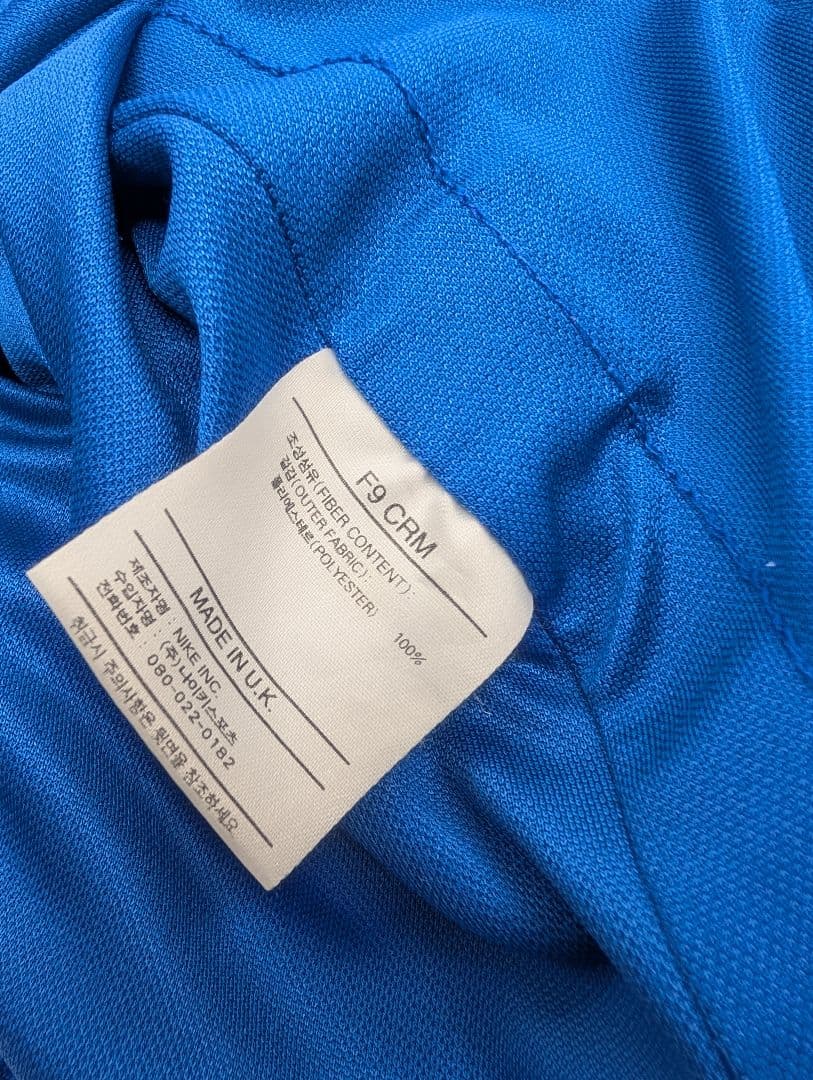 F9 CRM
조성섬유(FIBER CONTENT):
겉감(OUTER FABRIC):
폴리에스테르(POLYESTER) 100%
MADE IN U.K.
제조자명 : NIKE INC.
수입자명 : (주)나이키스포츠
전화번호 : 080-022-0182
취급시 주의사항은 뒷면을 참조하세요